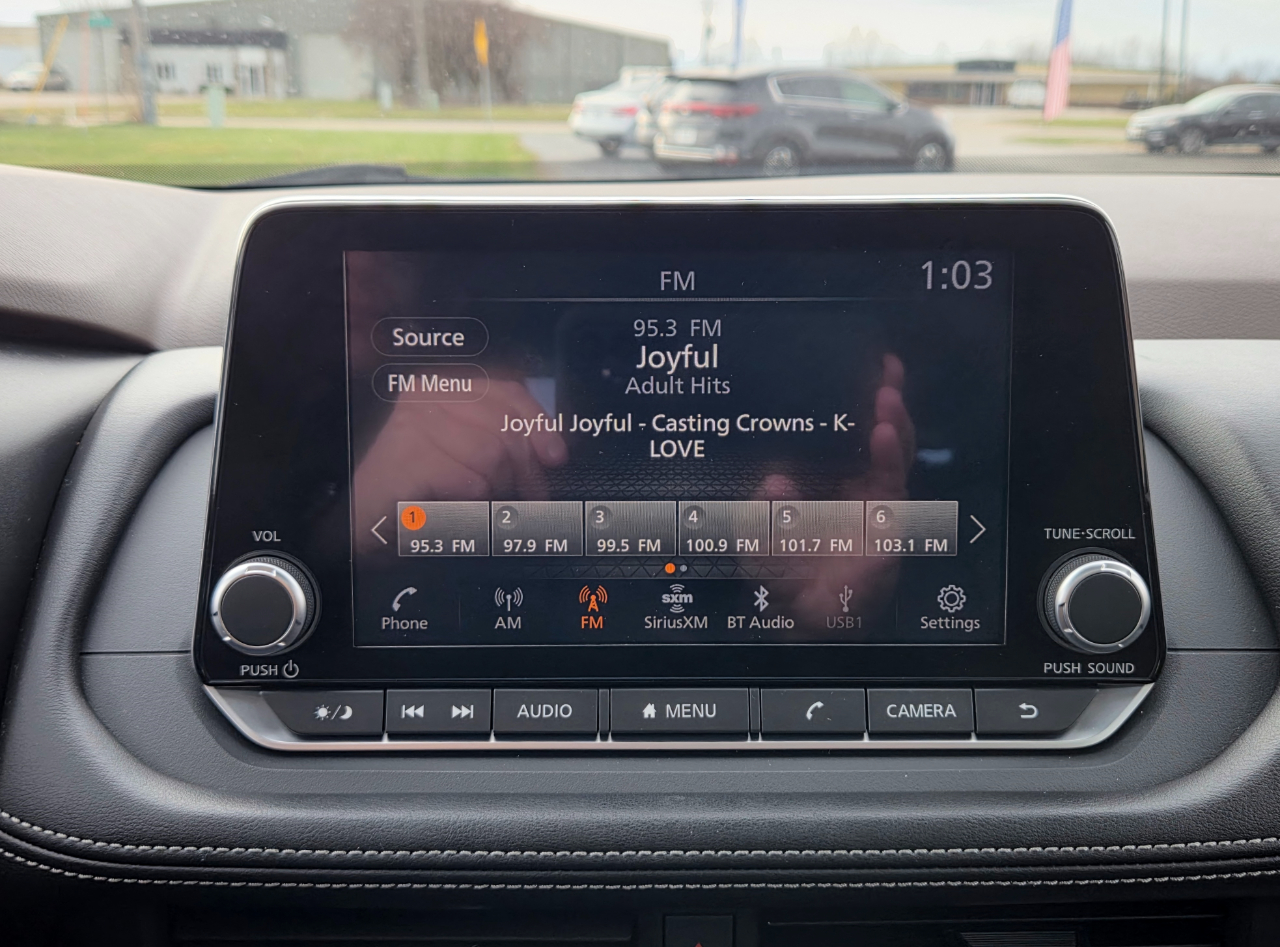 FM
1:03
Source
FM Menu
95.3 FM
Joyful
Adult Hits
Joyful Joyful - Casting Crowns - K-
LOVE
1 2 3 4 5 6
95.3 FM 97.9 FM 99.5 FM 100.9 FM 101.7 FM 103.1 FM
sxm
Phone AM FM SiriusXM BT Audio USB1 Settings
VOL
PUSH
TUNE·SCROLL
PUSH SOUND
AUDIO MENU CAMERA